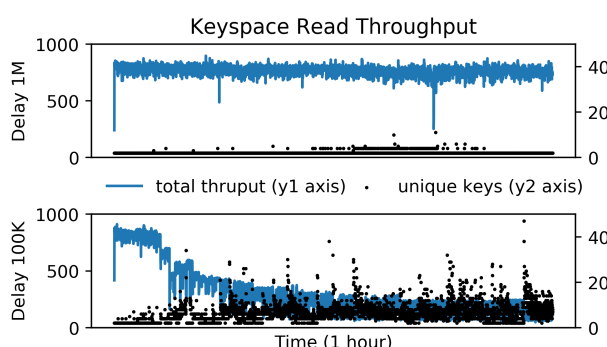 Keyspace Read Throughput
Delay 1M
1000
500
0
40
20
0
total thruput (y1 axis) unique keys (y2 axis)
Delay 100K
1000
500
0
40
20
0
Time (1 hour)